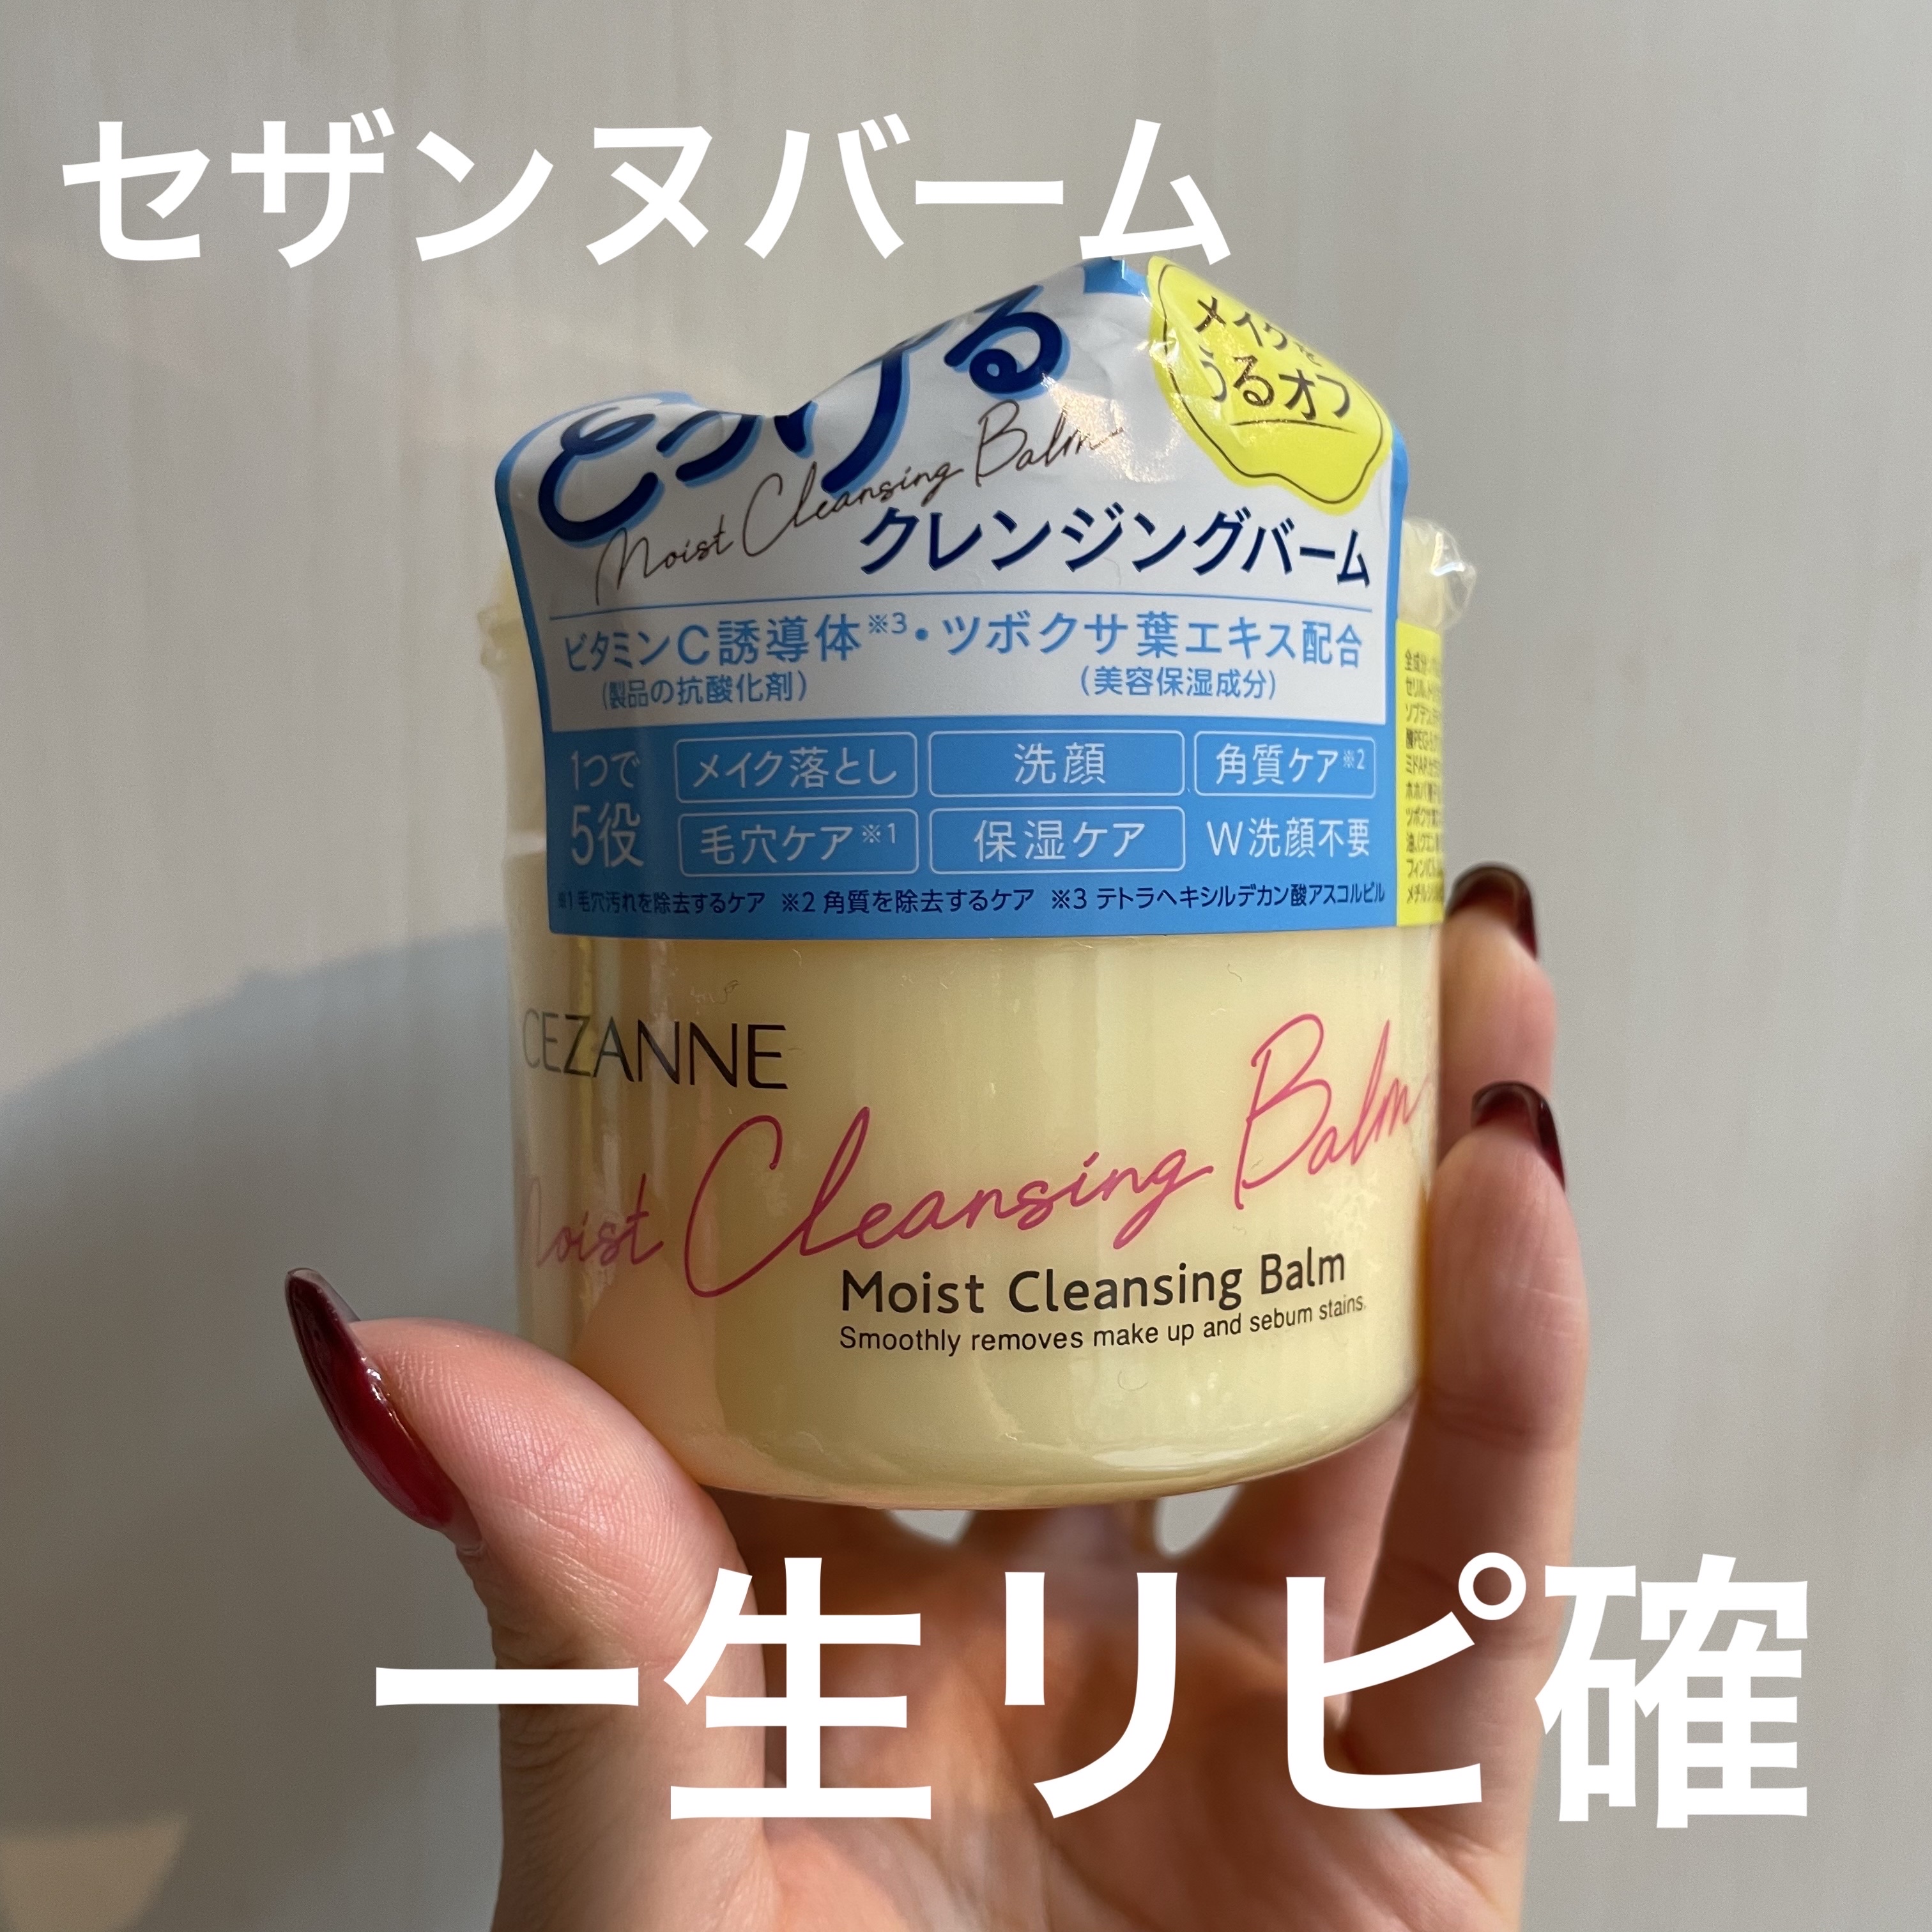 セザンヌバーム
とろける
メイクを
うるオフ
Moist Cleansing Balm
クレンジングバーム
ビタミンC誘導体※3・ツボクサ葉エキス配合
(製品の抗酸化剤) (美容保湿成分)
1つで
5役
メイク落とし 洗顔 角質ケア※2
毛穴ケア※1 保湿ケア W洗顔不要
※1 毛穴汚れを除去するケア ※2 角質を除去するケア ※3 テトラヘキシルデカン酸アスコルビル
CEZANNE
Moist Cleansing Balm
Moist Cleansing Balm
Smoothly removes make up and sebum stains.
一生リピ確